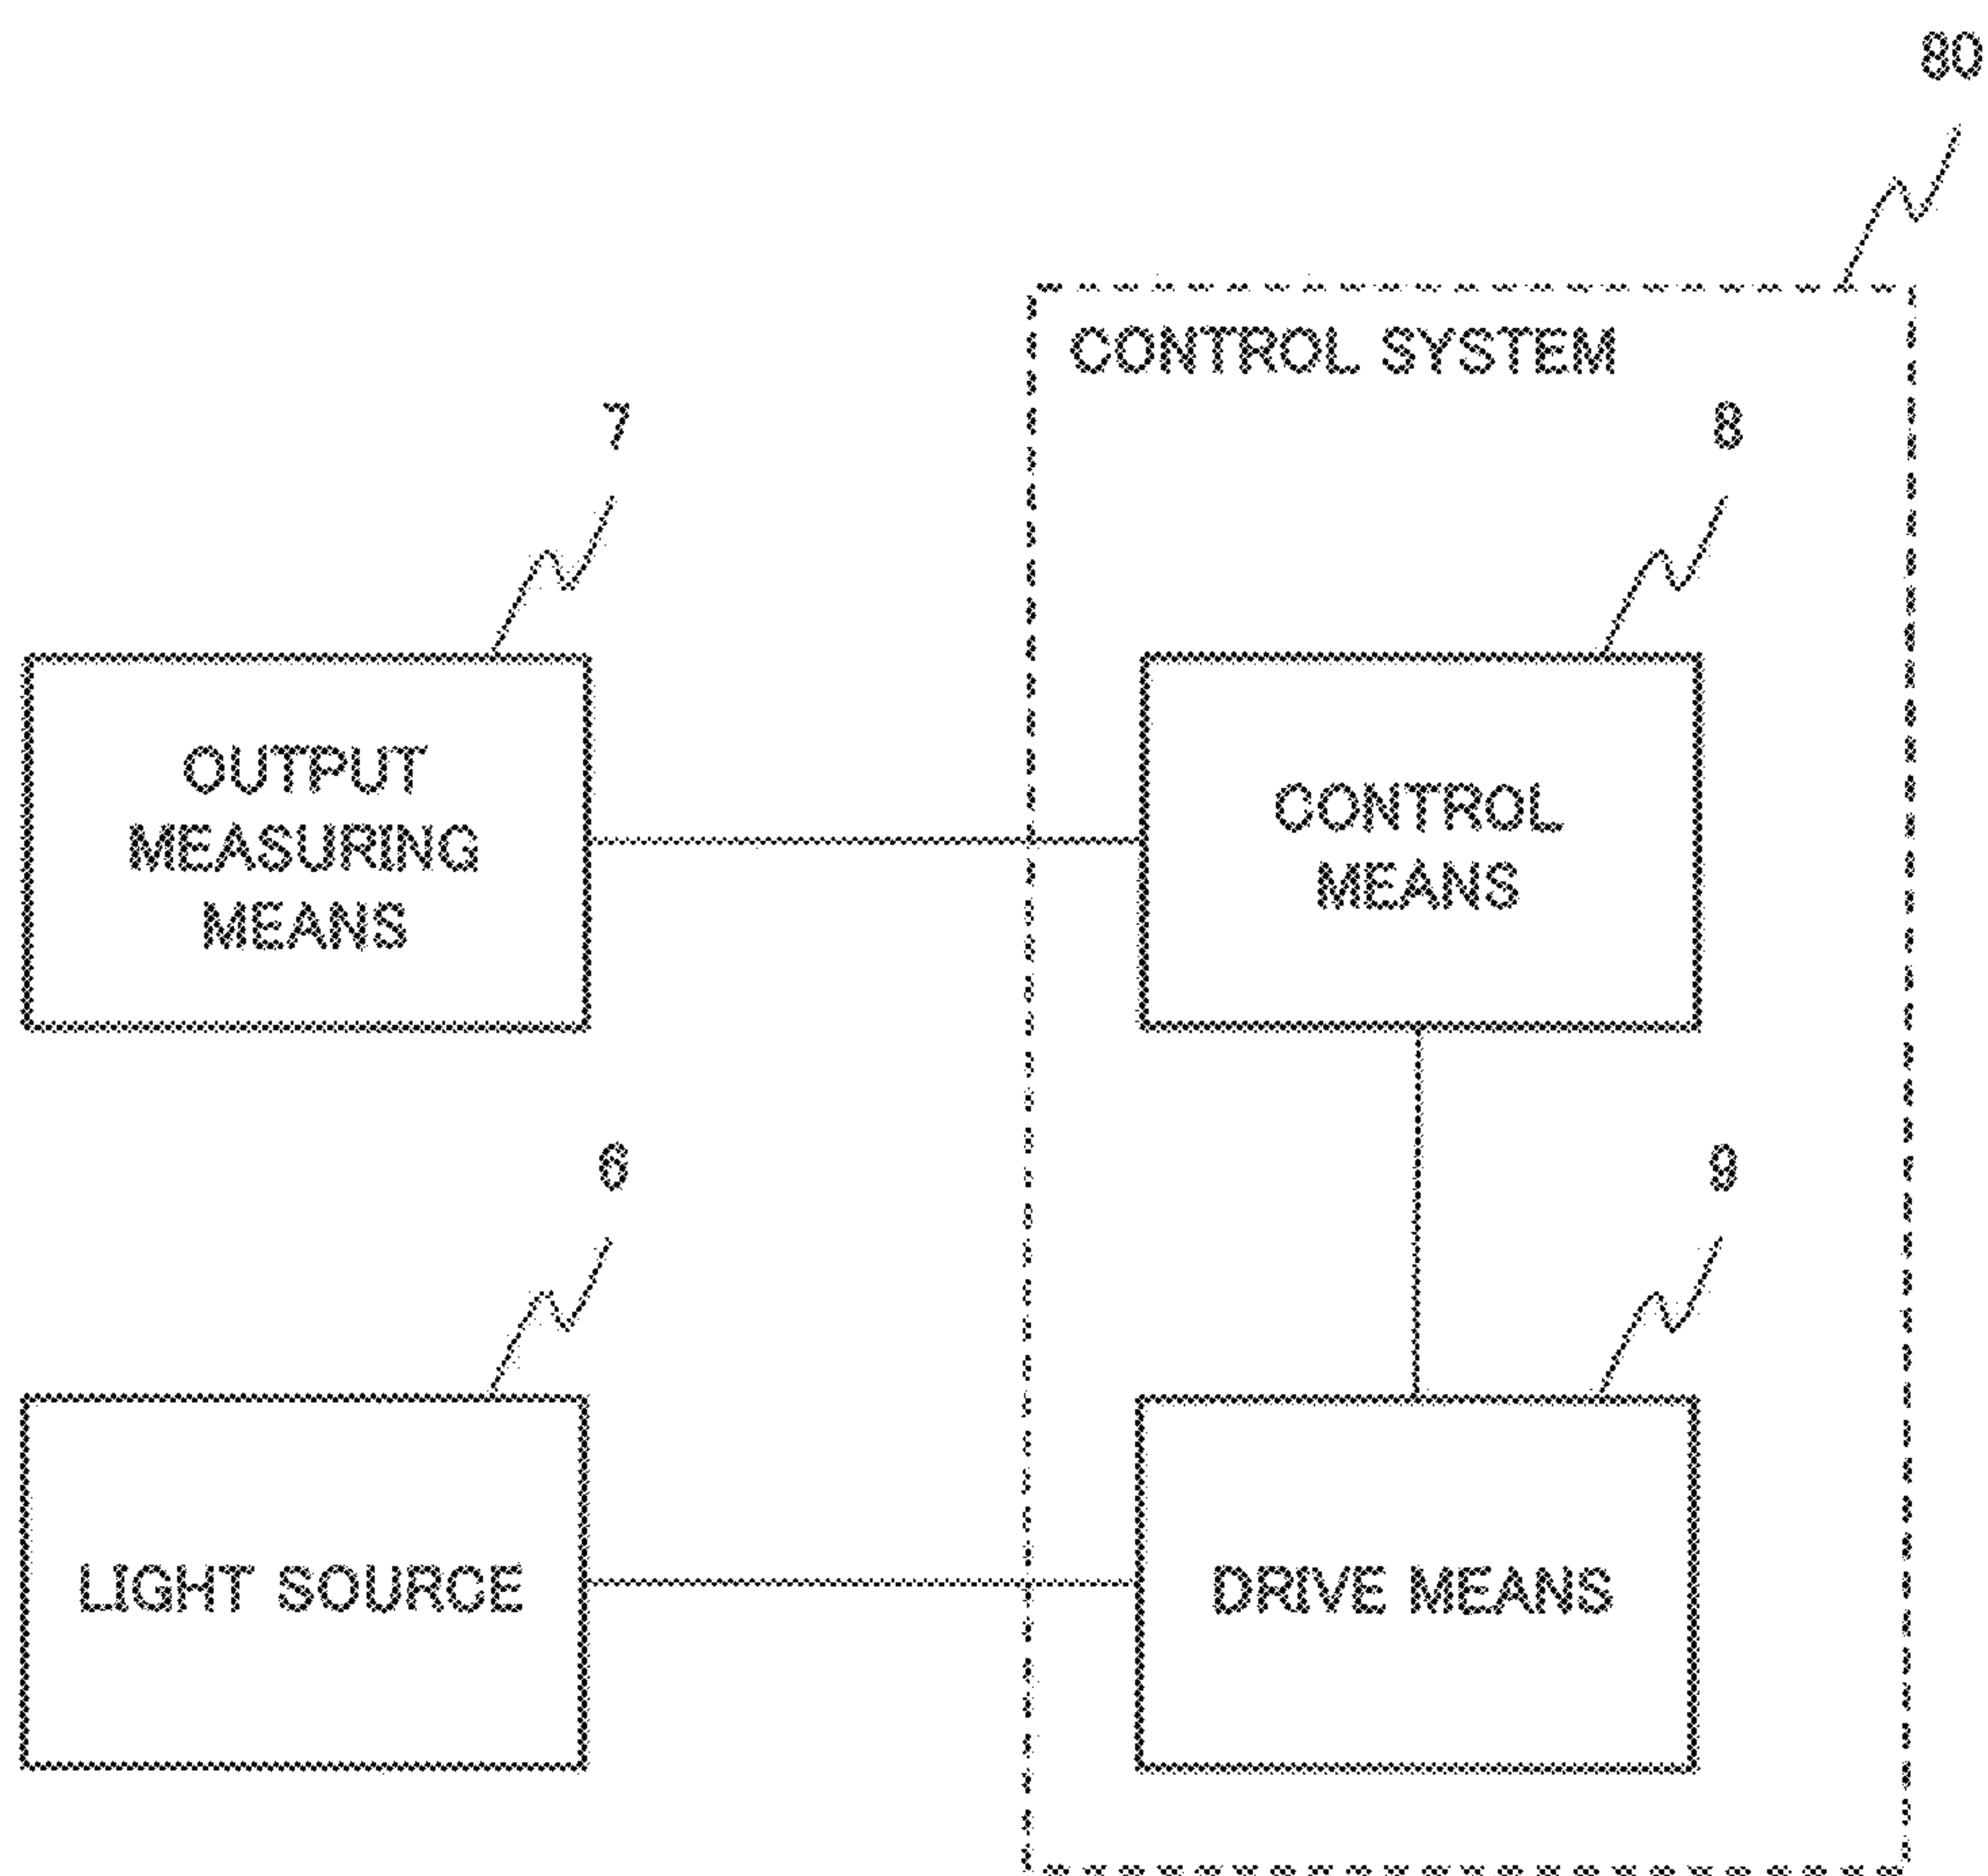 80
CONTROL SYSTEM
7
8
OUTPUT
MEASURING
MEANS
CONTROL
MEANS
6
9
LIGHT SOURCE
DRIVE MEANS